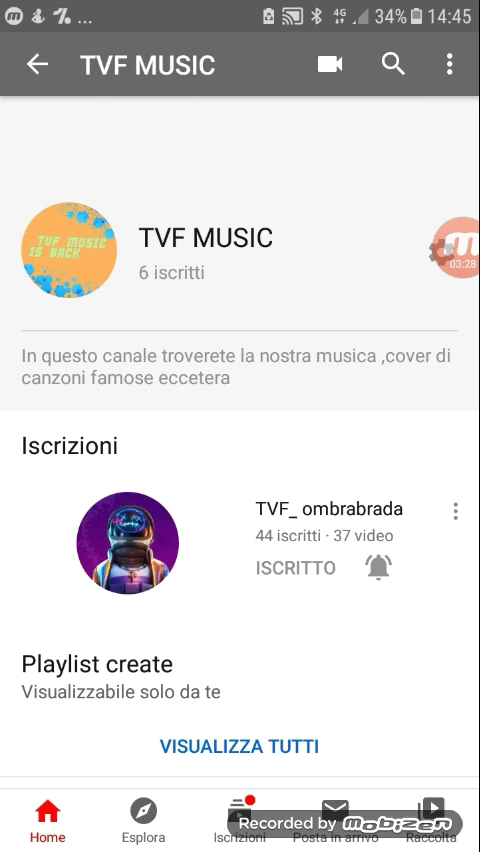 4G 34% 14:45
TVF MUSIC
TVF MUSIC
IS BACK
TVF MUSIC
6 iscritti
03:28
In questo canale troverete la nostra musica ,cover di
canzoni famose eccetera
Iscrizioni
TVF_ ombrabrada
44 iscritti · 37 video
ISCRITTO
Playlist create
Visualizzabile solo da te
VISUALIZZA TUTTI
Home Esplora Iscrizioni Posta in arrivo Raccolta
Recorded by Mobizen